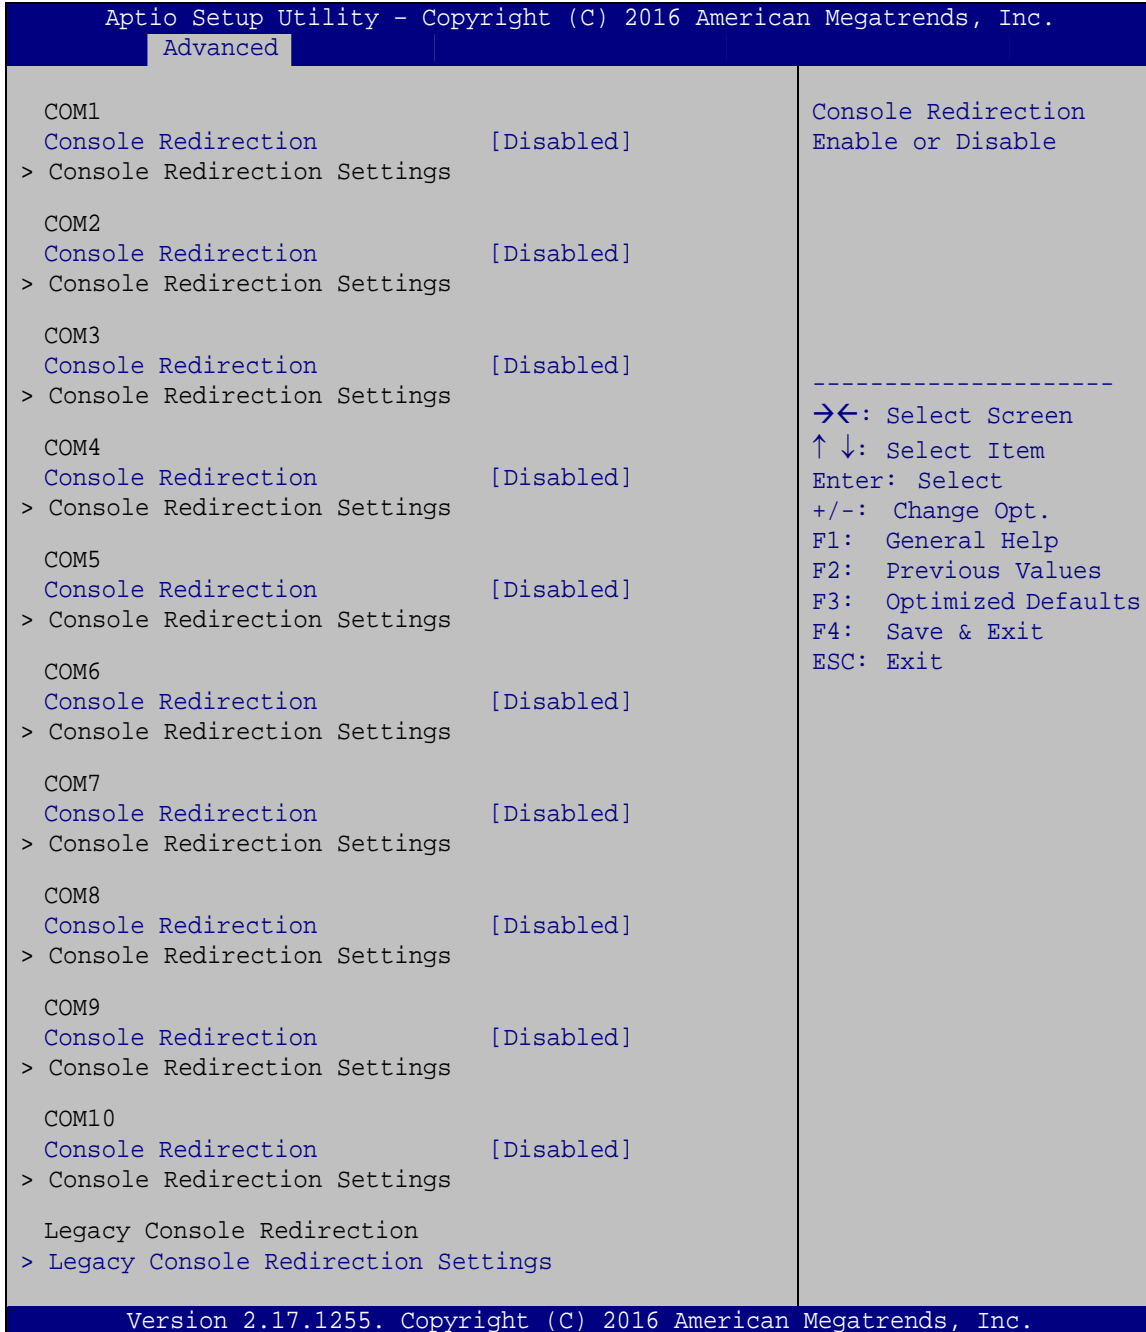 Aptio Setup Utility – Copyright (C) 2016 American Megatrends, Inc.
Advanced
COM1
Console Redirection [Disabled]
> Console Redirection Settings
COM2
Console Redirection [Disabled]
> Console Redirection Settings
COM3
Console Redirection [Disabled]
> Console Redirection Settings
COM4
Console Redirection [Disabled]
> Console Redirection Settings
COM5
Console Redirection [Disabled]
> Console Redirection Settings
COM6
Console Redirection [Disabled]
> Console Redirection Settings
COM7
Console Redirection [Disabled]
> Console Redirection Settings
COM8
Console Redirection [Disabled]
> Console Redirection Settings
COM9
Console Redirection [Disabled]
> Console Redirection Settings
COM10
Console Redirection [Disabled]
> Console Redirection Settings
Legacy Console Redirection
> Legacy Console Redirection Settings
Console Redirection
Enable or Disable
---------------------
→←: Select Screen
↑ ↓: Select Item
Enter: Select
+/-: Change Opt.
F1: General Help
F2: Previous Values
F3: Optimized Defaults
F4: Save & Exit
ESC: Exit
Version 2.17.1255. Copyright (C) 2016 American Megatrends, Inc.